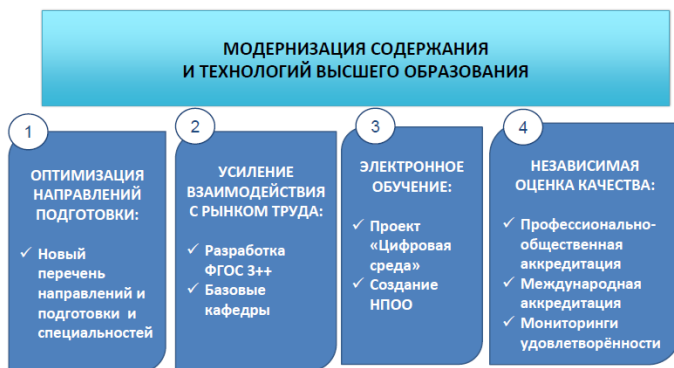 МОДЕРНИЗАЦИЯ СОДЕРЖАНИЯ
И ТЕХНОЛОГИЙ ВЫСШЕГО ОБРАЗОВАНИЯ
1
ОПТИМИЗАЦИЯ
НАПРАВЛЕНИЙ
ПОДГОТОВКИ:
✓ Новый
перечень
направлений и
подготовки и
специальностей
2
УСИЛЕНИЕ
ВЗАИМОДЕЙСТВИЯ
С РЫНКОМ ТРУДА:
✓ Разработка
ФГОС 3++
✓ Базовые
кафедры
3
ЭЛЕКТРОННОЕ
ОБУЧЕНИЕ:
✓ Проект
«Цифровая
среда»
✓ Создание
НПОО
4
НЕЗАВИСИМАЯ
ОЦЕНКА КАЧЕСТВА:
✓ Профессионально-
общественная
аккредитация
✓ Международная
аккредитация
✓ Мониторинги
удовлетворённости